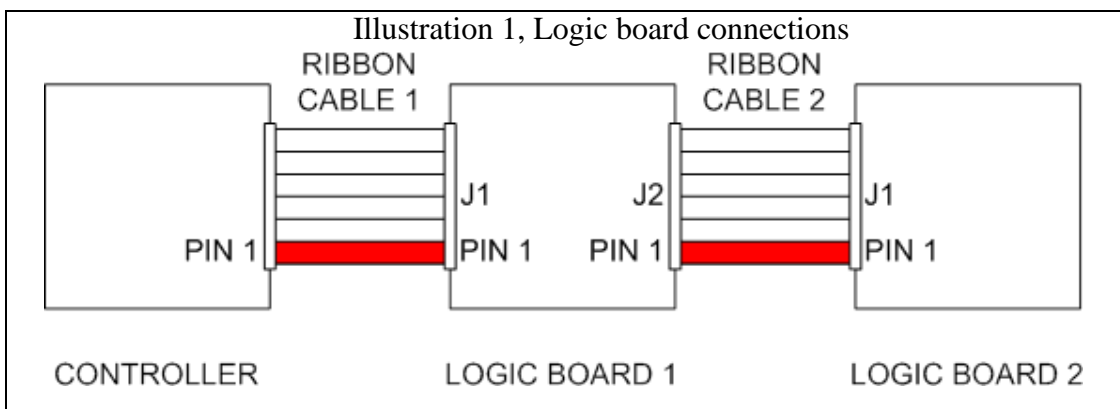 Illustration 1, Logic board connections
RIBBON
CABLE 1
RIBBON
CABLE 2
J1
J2
J1
PIN 1
PIN 1
PIN 1
PIN 1
CONTROLLER
LOGIC BOARD 1
LOGIC BOARD 2